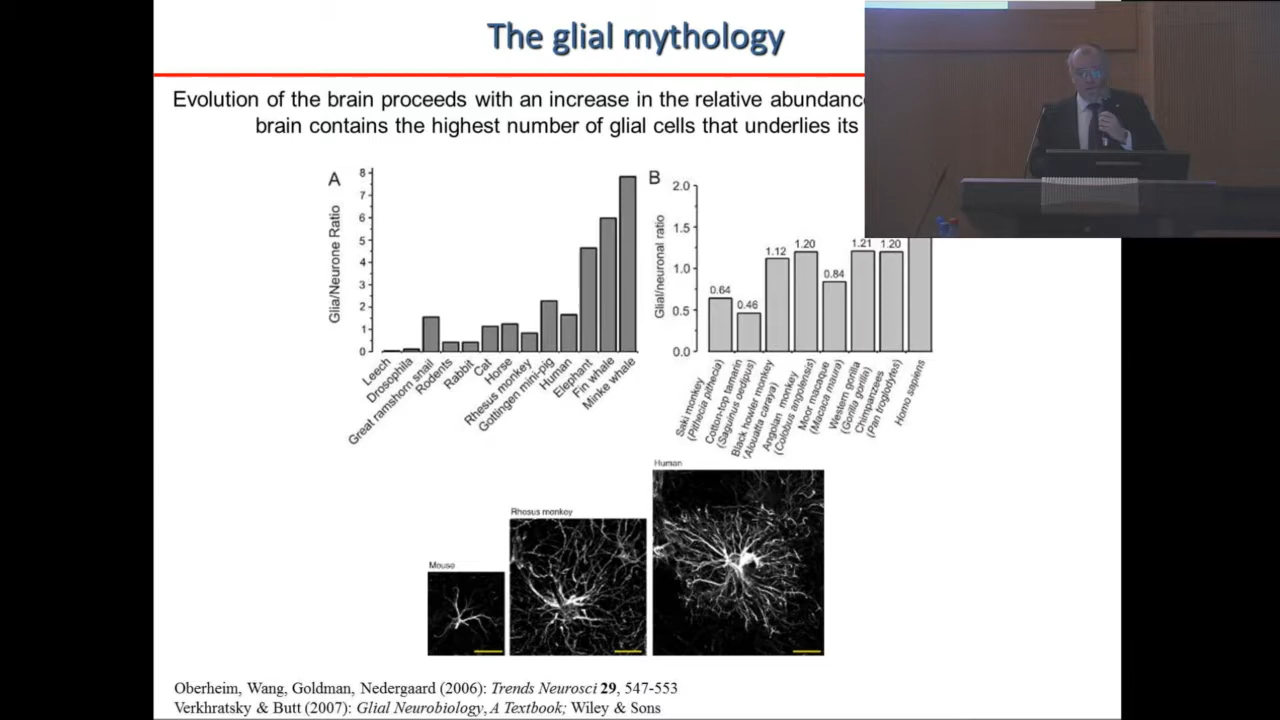 The glial mythology
Evolution of the brain proceeds with an increase in the relative abundance
brain contains the highest number of glial cells that underlies its
A
Glia/Neurone Ratio
8
7
6
5
4
3
2
1
0
Leech
Drosophila
Great ramshorn snail
Rodents
Rabbit
Cat
Horse
Rhesus monkey
Gottingen mini-pig
Human
Elephant
Fin whale
Minke whale
B
Glial/neuronal ratio
2.0
1.5
1.0
0.5
0.0
0.64
0.46
1.12
1.20
0.84
1.21
1.20
Saki monkey
(Pithecia pithecia)
Cotton-top tamarin
(Saguinus oedipus)
Black howler monkey
(Alouatta caraya)
Angolan monkey
(Colobus angolensis)
Moor macaque
(Macaca maura)
Western gorilla
(Gorilla gorilla)
Chimpanzees
(Pan troglodytes)
Homo sapiens
Mouse
Rhesus monkey
Human
Oberheim, Wang, Goldman, Nedergaard (2006): Trends Neurosci 29, 547-553
Verkhratsky & Butt (2007): Glial Neurobiology, A Textbook; Wiley & Sons